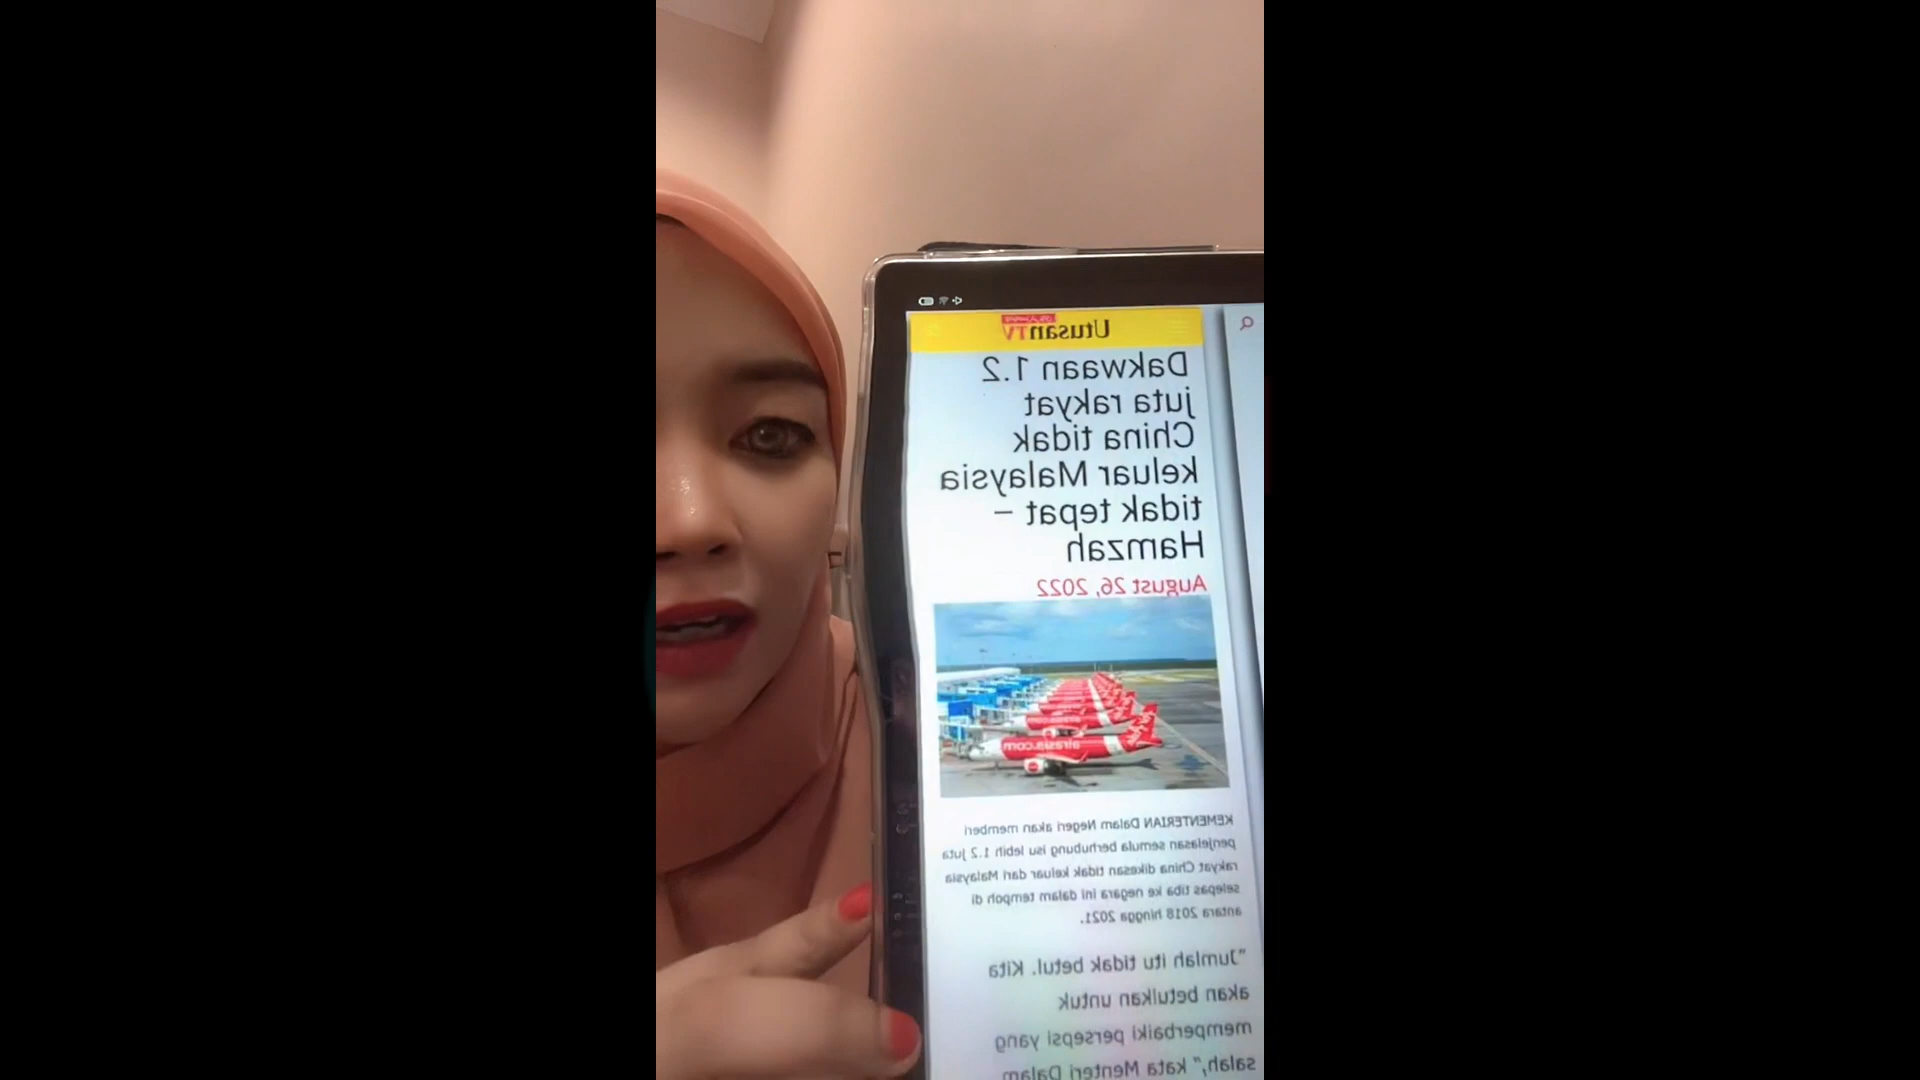 UtusanTV
Dakwaan 1.2
juta rakyat
China tidak
keluar Malaysia
tidak tepat –
Hamzah
August 26, 2022
airasia.com
KEMENTERIAN Dalam Negeri akan memberi
penjelasan semula berhubung isu lebih 1.2 juta
rakyat China dikesan tidak keluar dari Malaysia
selepas tiba ke negara ini dalam tempoh di
antara 2018 hingga 2021.
"Jumlah itu tidak betul. Kita
akan betulkan untuk
memperbaiki persepsi yang
salah," kata Menteri Dalam